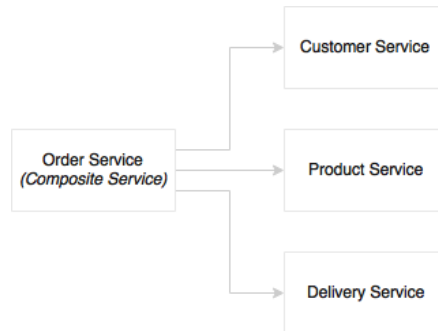 Customer Service
Order Service
(Composite Service)
Product Service
Delivery Service